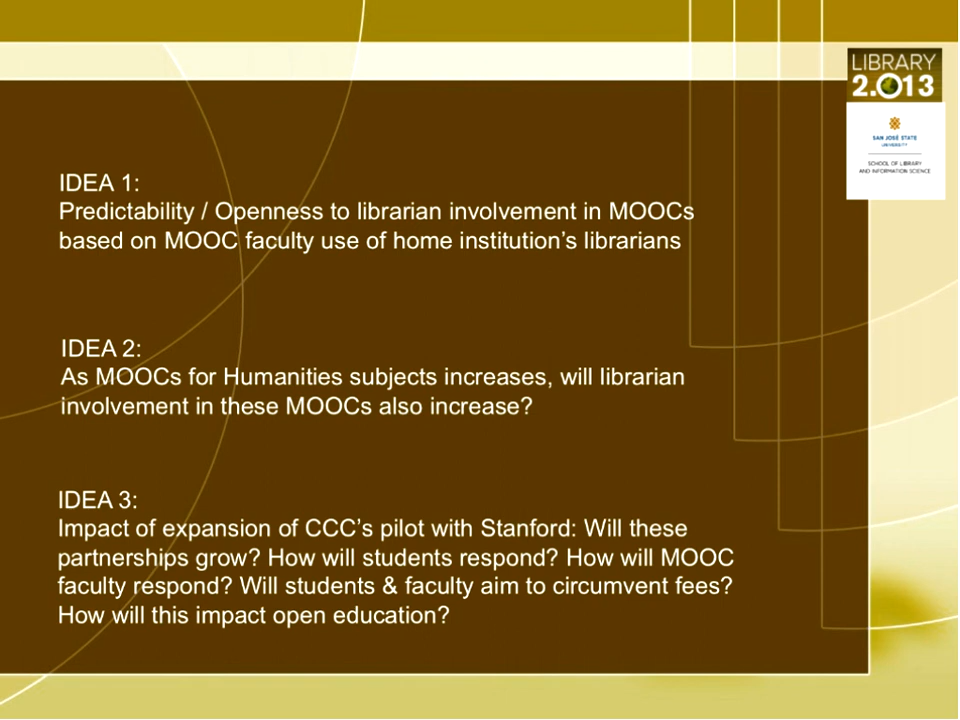 LIBRARY
2.013
SAN JOSÉ STATE
UNIVERSITY
SCHOOL OF LIBRARY
AND INFORMATION SCIENCE
IDEA 1:
Predictability / Openness to librarian involvement in MOOCs
based on MOOC faculty use of home institution’s librarians
IDEA 2:
As MOOCs for Humanities subjects increases, will librarian
involvement in these MOOCs also increase?
IDEA 3:
Impact of expansion of CCC’s pilot with Stanford: Will these
partnerships grow? How will students respond? How will MOOC
faculty respond? Will students & faculty aim to circumvent fees?
How will this impact open education?